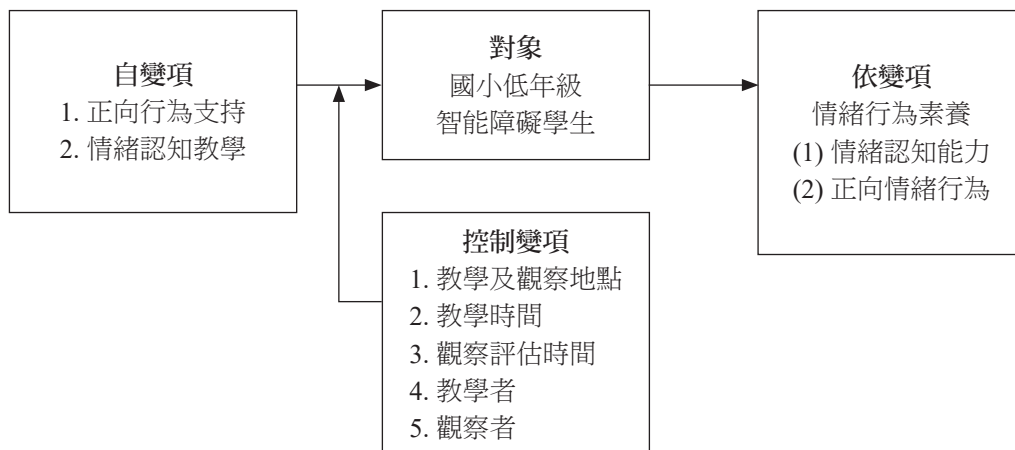 自變項
1. 正向行為支持
2. 情緒認知教學
對象
國小低年級
智能障礙學生
依變項
情緒行為素養
(1) 情緒認知能力
(2) 正向情緒行為
控制變項
1. 教學及觀察地點
2. 教學時間
3. 觀察評估時間
4. 教學者
5. 觀察者